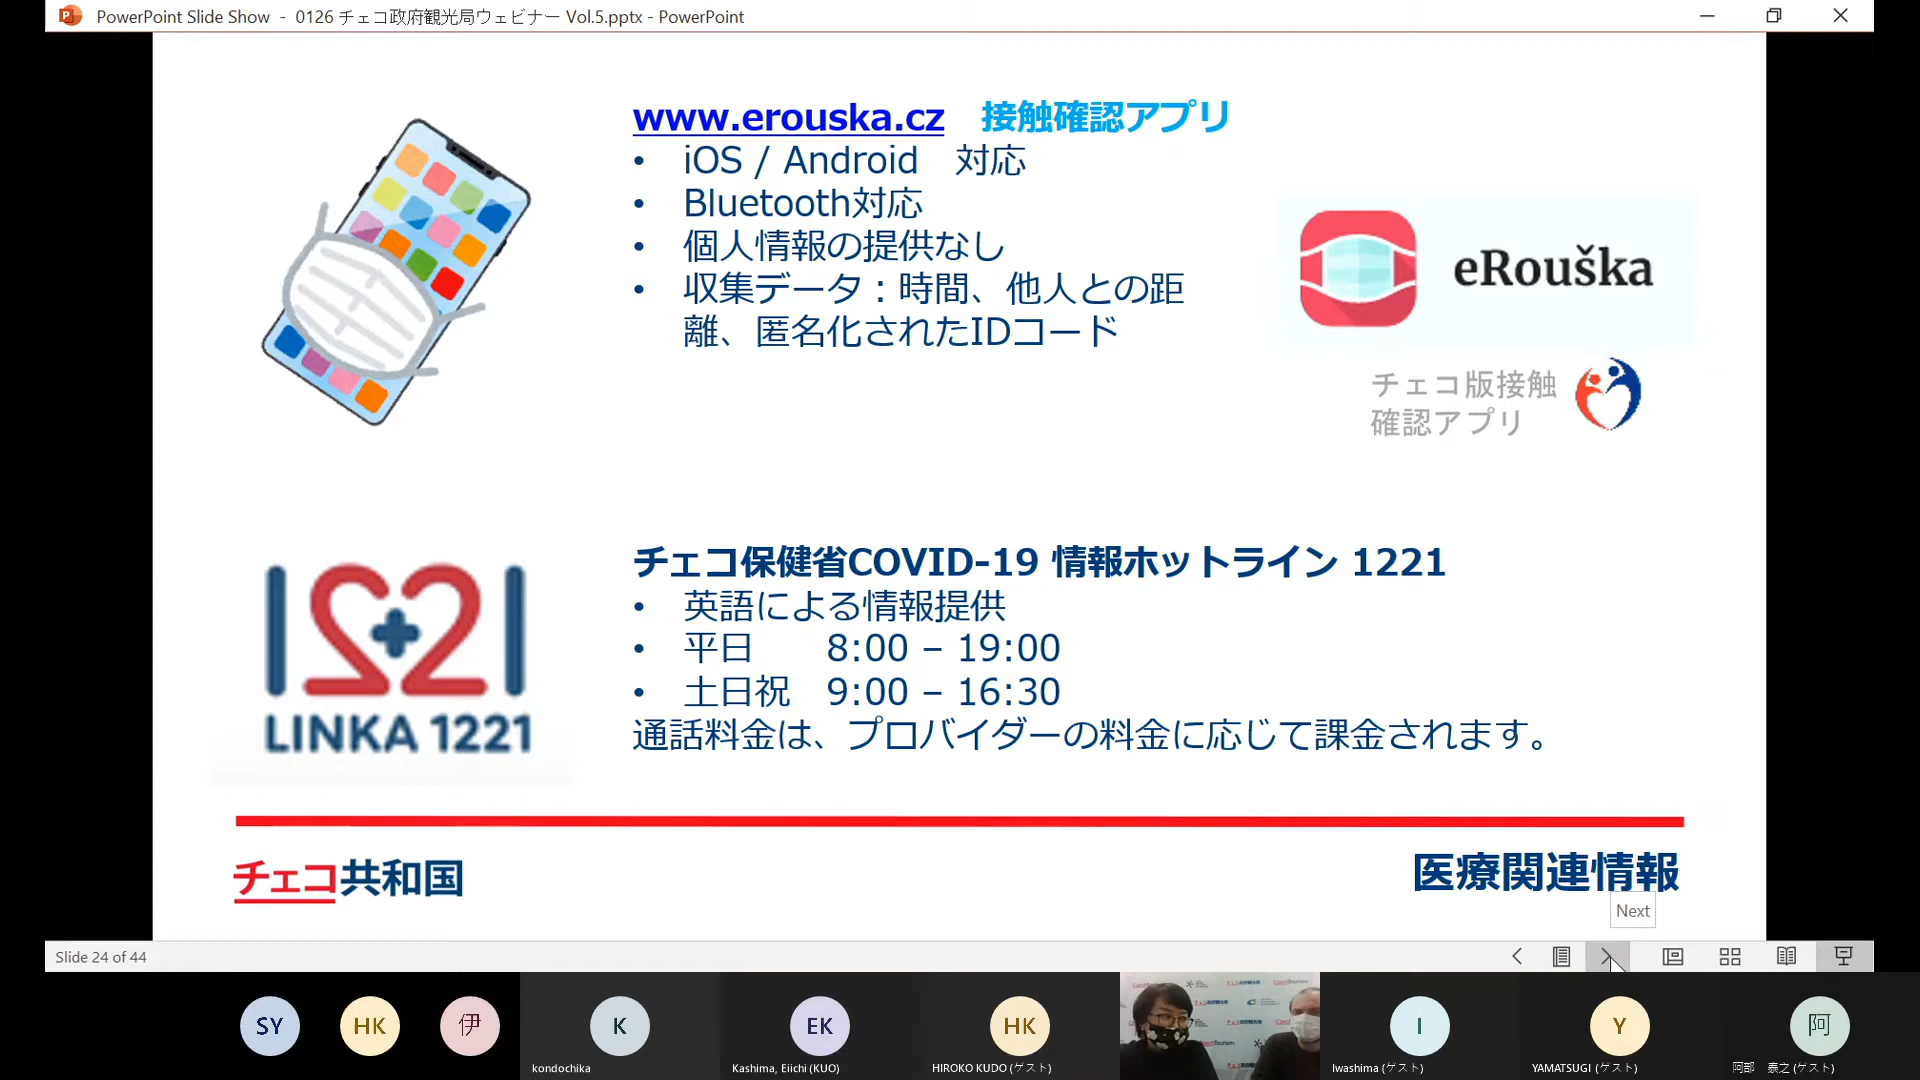 PowerPoint Slide Show - 0126 チェコ政府観光局ウェビナー Vol.5.pptx - PowerPoint
www.erouska.cz 接触確認アプリ
• iOS / Android 対応
• Bluetooth対応
• 個人情報の提供なし
• 収集データ：時間、他人との距
離、匿名化されたIDコード
eRouška
チェコ版接触
確認アプリ
1221
LINKA 1221
チェコ保健省COVID-19 情報ホットライン 1221
• 英語による情報提供
• 平日 8:00 – 19:00
• 土日祝 9:00 – 16:30
通話料金は、プロバイダーの料金に応じて課金されます。
チェコ共和国
医療関連情報
Next
Slide 24 of 44
SY
HK
伊
K
EK
HK
I
Y
阿
kondochika
Kashima, Eiichi (KUO)
HIROKO KUDO (ゲスト)
Iwashima (ゲスト)
YAMATSUGI (ゲスト)
阿部 泰之 (ゲスト)